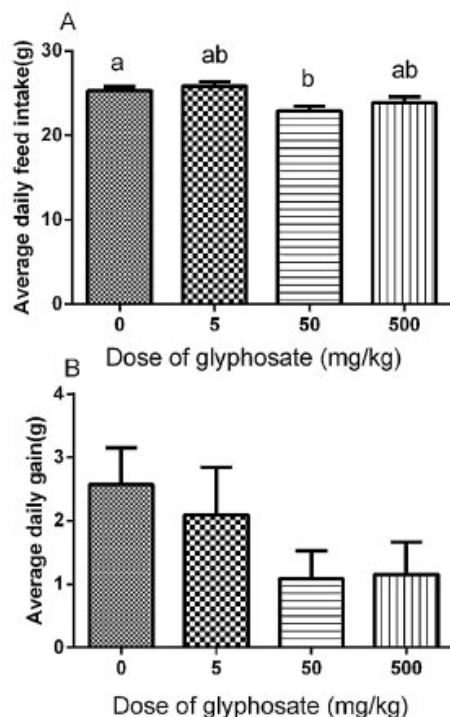 A
Average daily feed intake(g)
30
20
10
0
a
ab
b
ab
0 5 50 500
Dose of glyphosate (mg/kg)
B
Average daily gain(g)
4
3
2
1
0
0 5 50 500
Dose of glyphosate (mg/kg)